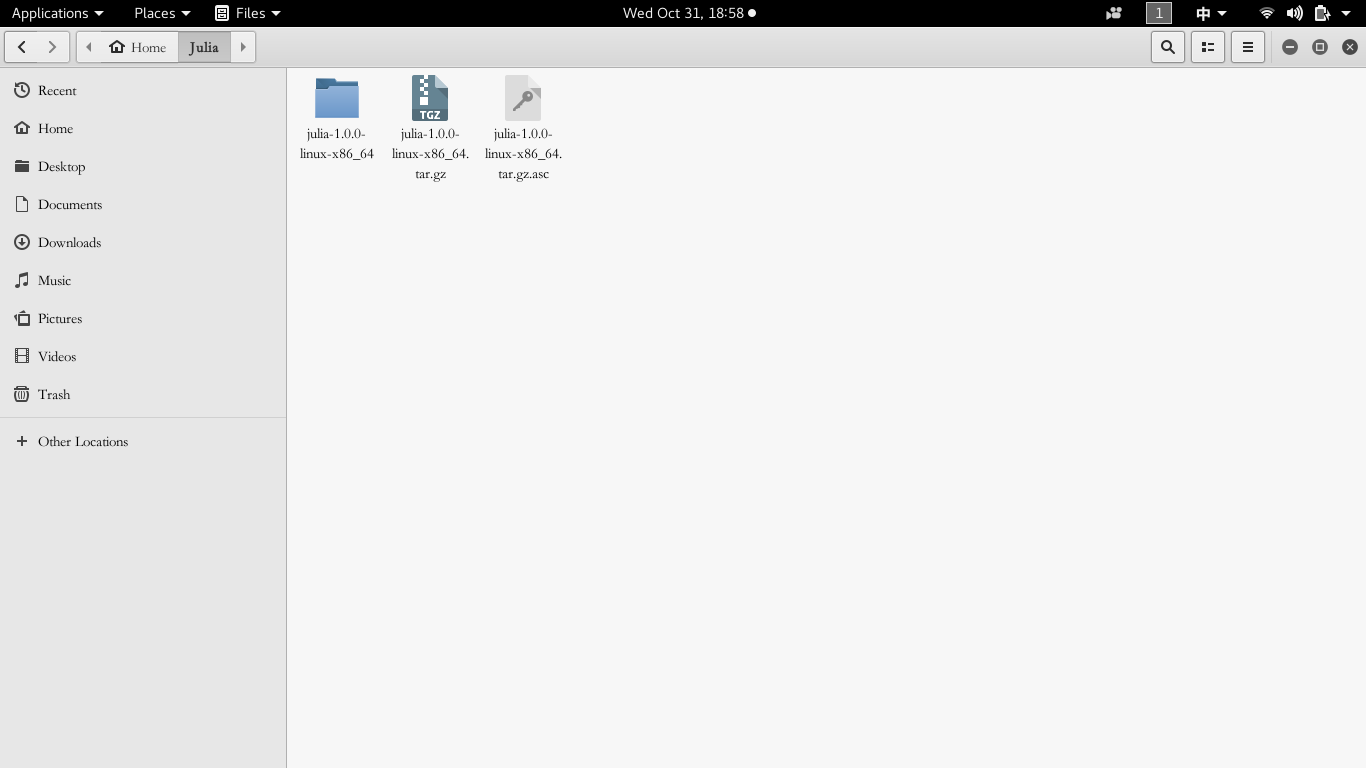 Applications Places Files Wed Oct 31, 18:58 1 中
Home Julia
Recent
Home
Desktop
Documents
Downloads
Music
Pictures
Videos
Trash
Other Locations
julia-1.0.0-
linux-x86_64
TGZ
julia-1.0.0-
linux-x86_64.
tar.gz
julia-1.0.0-
linux-x86_64.
tar.gz.asc